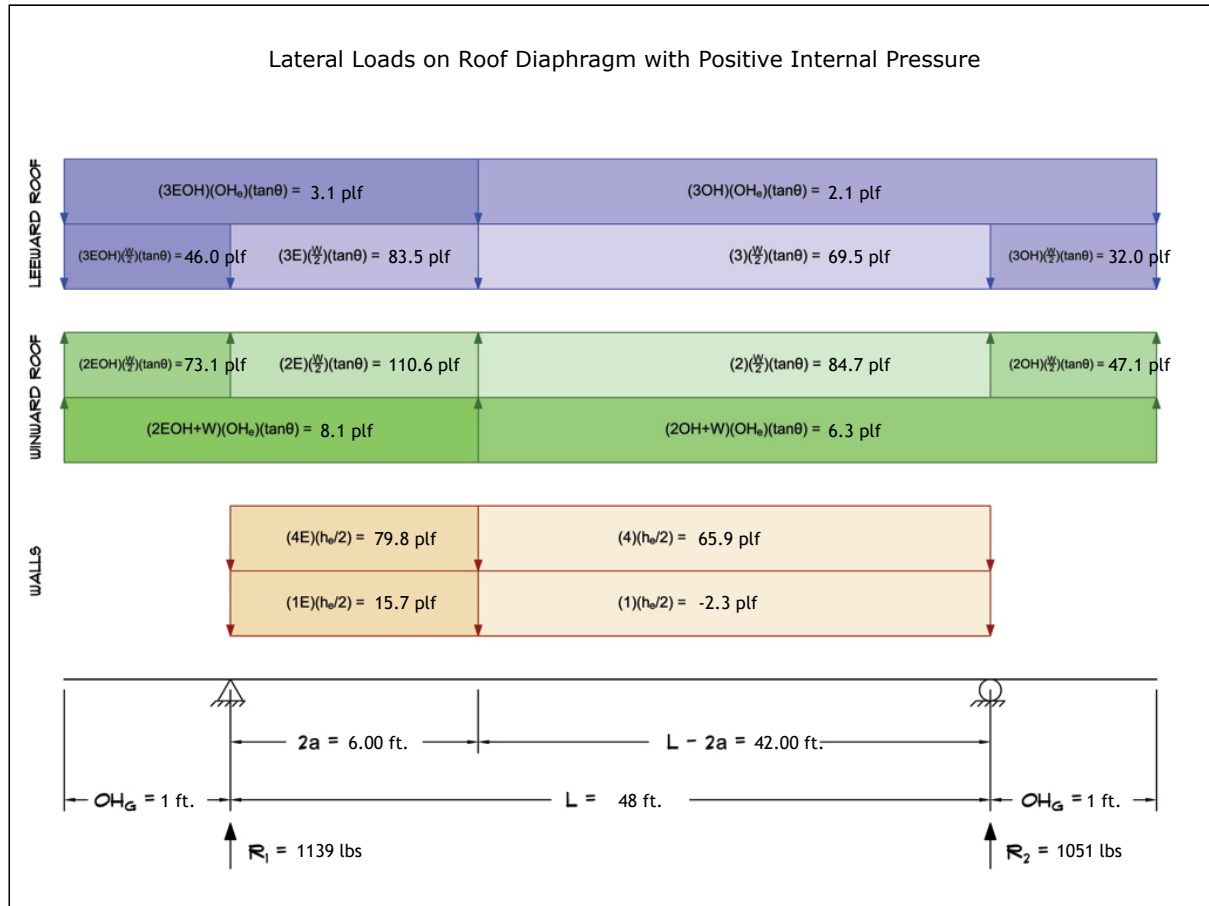 Lateral Loads on Roof Diaphragm with Positive Internal Pressure
LEEWARD ROOF
(3EOH)(OHₑ)(tanθ) = 3.1 plf
(3OH)(OHₑ)(tanθ) = 2.1 plf
(3EOH)(W/2)(tanθ) = 46.0 plf
(3E)(W/2)(tanθ) = 83.5 plf
(3)(W/2)(tanθ) = 69.5 plf
(3OH)(W/2)(tanθ) = 32.0 plf
WINWARD ROOF
(2EOH)(W/2)(tanθ) = 73.1 plf
(2E)(W/2)(tanθ) = 110.6 plf
(2)(W/2)(tanθ) = 84.7 plf
(2OH)(W/2)(tanθ) = 47.1 plf
(2EOH+W)(OHₑ)(tanθ) = 8.1 plf
(2OH+W)(OHₑ)(tanθ) = 6.3 plf
WALLS
(4E)(hₑ/2) = 79.8 plf
(4)(hₑ/2) = 65.9 plf
(1E)(hₑ/2) = 15.7 plf
(1)(hₑ/2) = -2.3 plf
2a = 6.00 ft.
L - 2a = 42.00 ft.
OH_G = 1 ft.
L = 48 ft.
OH_G = 1 ft.
R₁ = 1139 lbs
R₂ = 1051 lbs